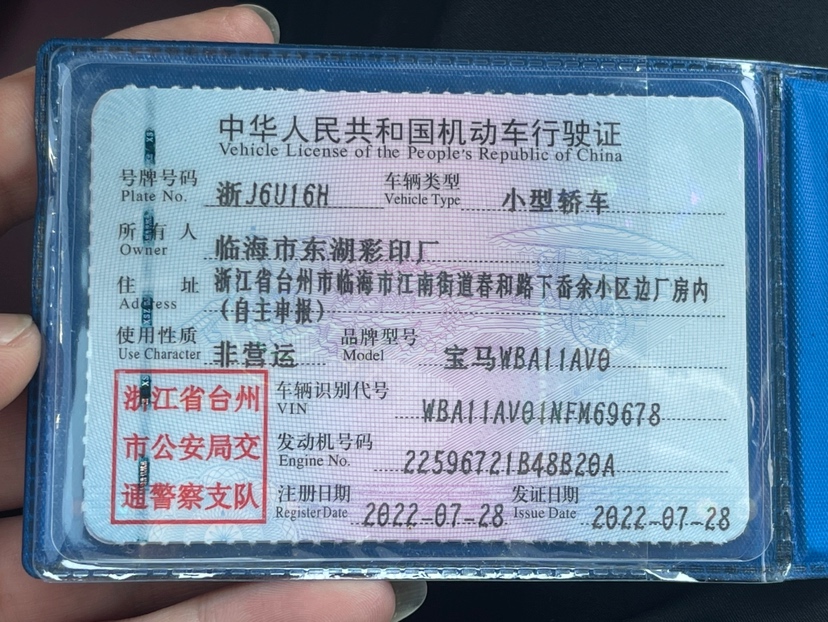 中华人民共和国机动车行驶证
Vehicle License of the People's Republic of China
号牌号码 浙J6U16H 车辆类型 小型轿车
Plate No. Vehicle Type
所有人 临海市东湖彩印厂
Owner
住址 浙江省台州市临海市江南街道春和路下岙余小区边厂房内
Address (自主申报)
使用性质 非营运 品牌型号 宝马WBA11AV0
Use Character Model
浙江省台州 车辆识别代号 WBA11AV01NFM69678
VIN
市公安局交 发动机号码 22596721B48B20A
Engine No.
通警察支队 注册日期 2022-07-28 发证日期 2022-07-28
Register Date Issue Date